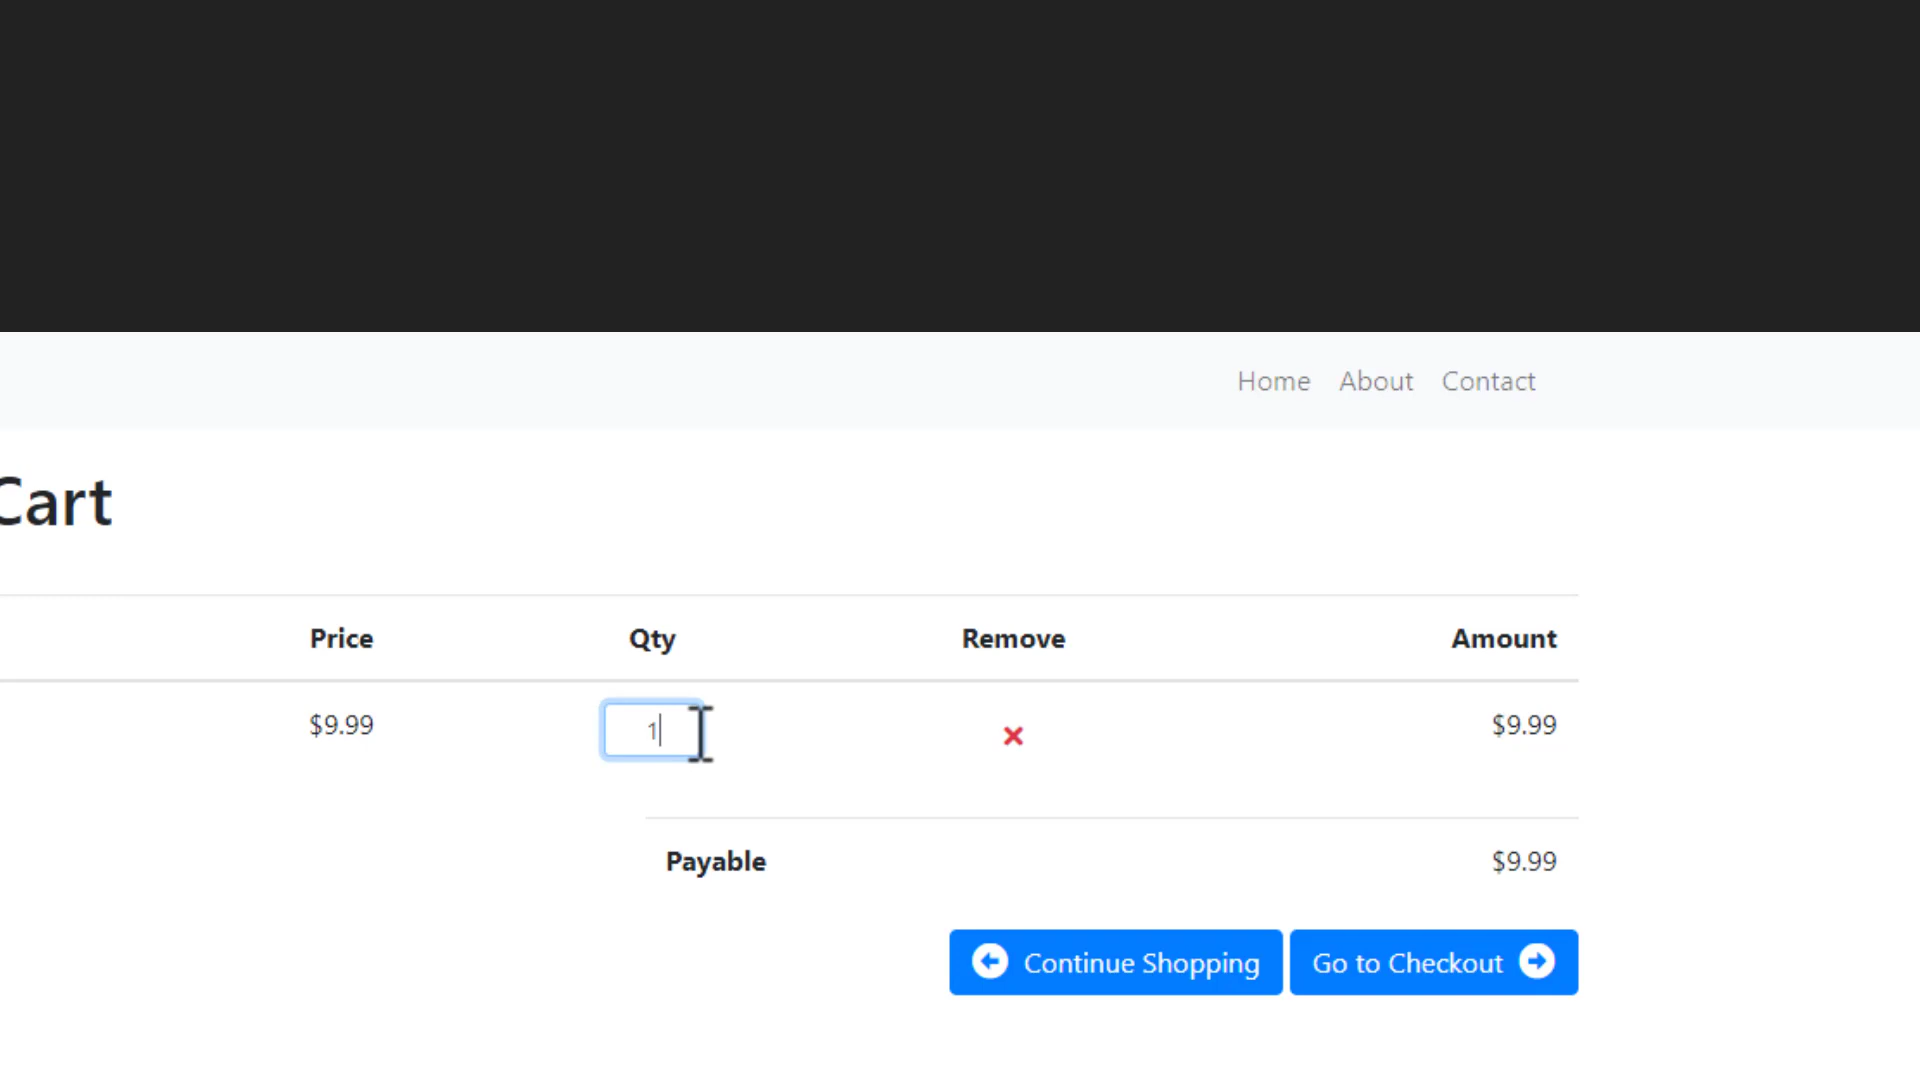 Home About Contact
Cart
Price Qty Remove Amount
$9.99 1 $9.99
Payable $9.99
Continue Shopping Go to Checkout